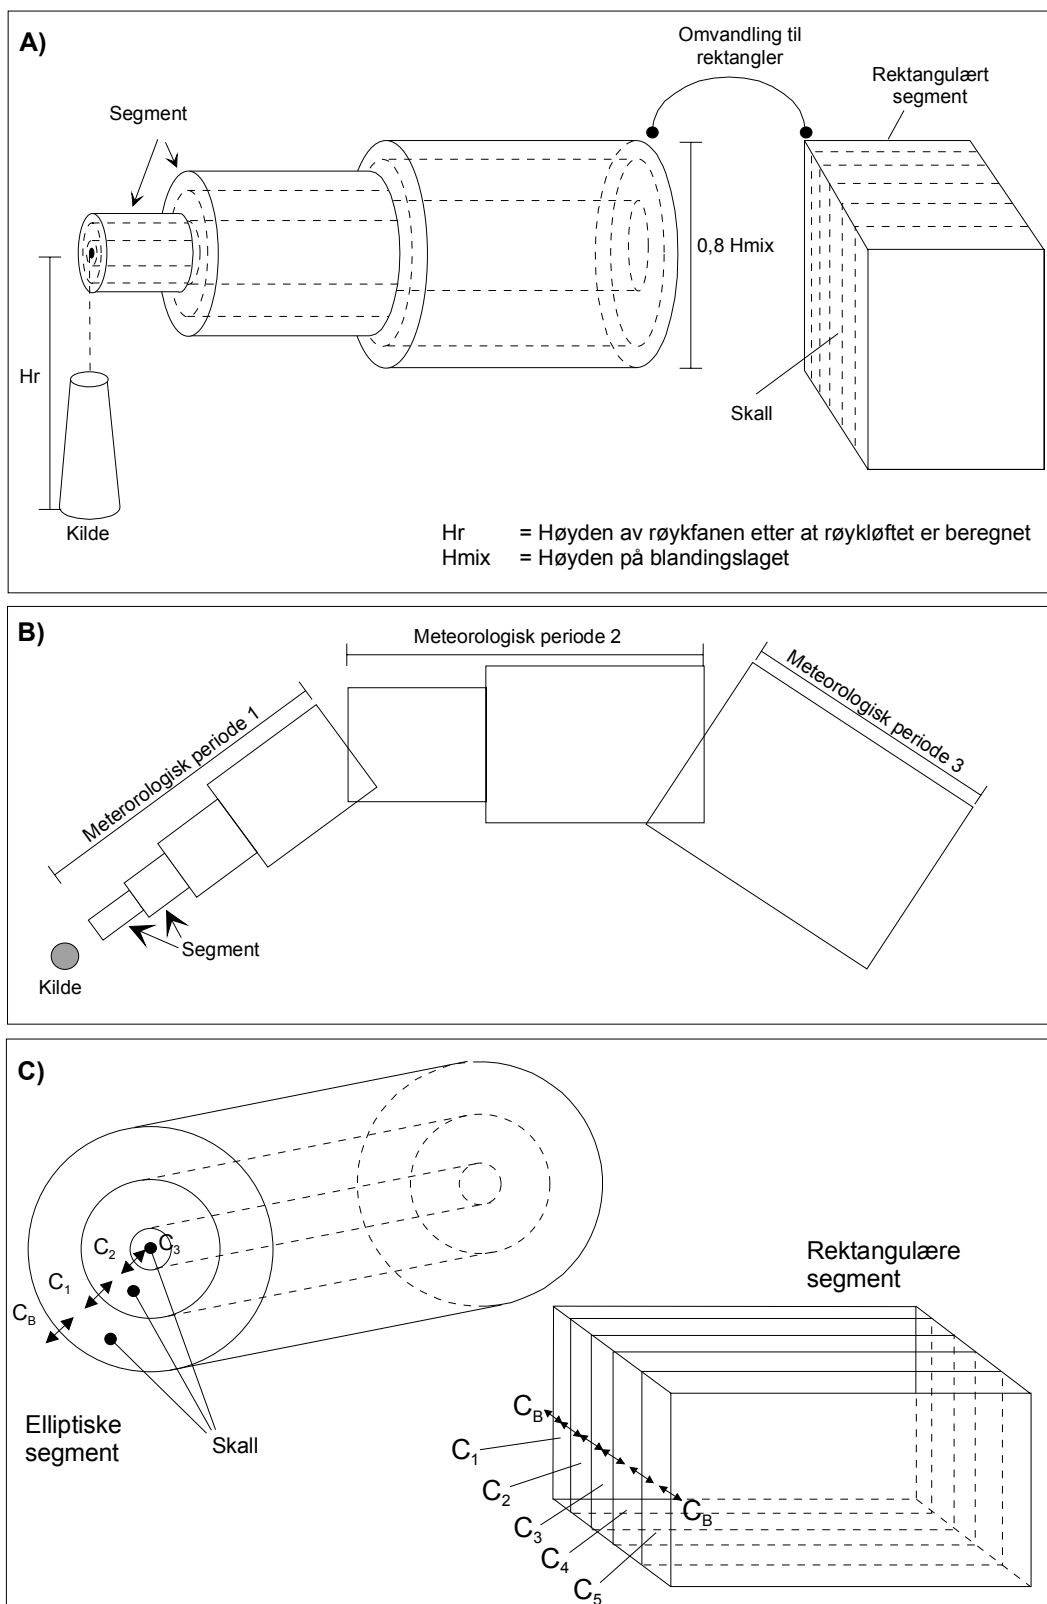 A)
Omvandling til
rektangler
Rektangulært
segment
Segment
0,8 Hmix
Hr
Skall
Kilde
Hr = Høyden av røykfanen etter at røykløftet er beregnet
Hmix = Høyden på blandingslaget
B)
Meteorologisk periode 2
Meterorologisk periode 1
Meteorologisk periode 3
Segment
Kilde
C)
C2
C3
C1
CB
Elliptiske
segment
Skall
Rektangulære
segment
CB
C1
C2
CB
C3
C4
C5